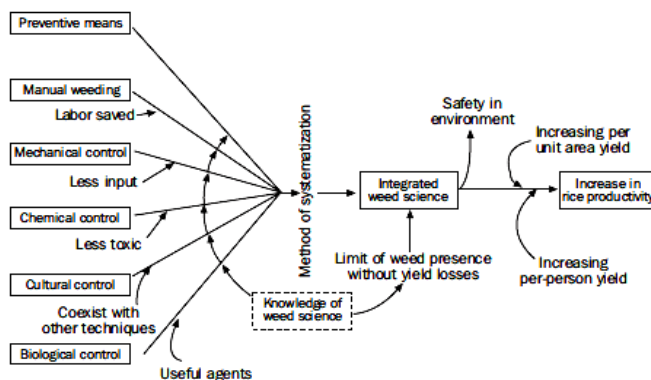 Preventive means
Manual weeding
Labor saved
Mechanical control
Less input
Chemical control
Less toxic
Cultural control
Coexist with
other techniques
Biological control
Useful agents
Knowledge of
weed science
Method of systematization
Integrated
weed science
Limit of weed presence
without yield losses
Safety in
environment
Increasing per
unit area yield
Increasing
per-person yield
Increase in
rice productivity